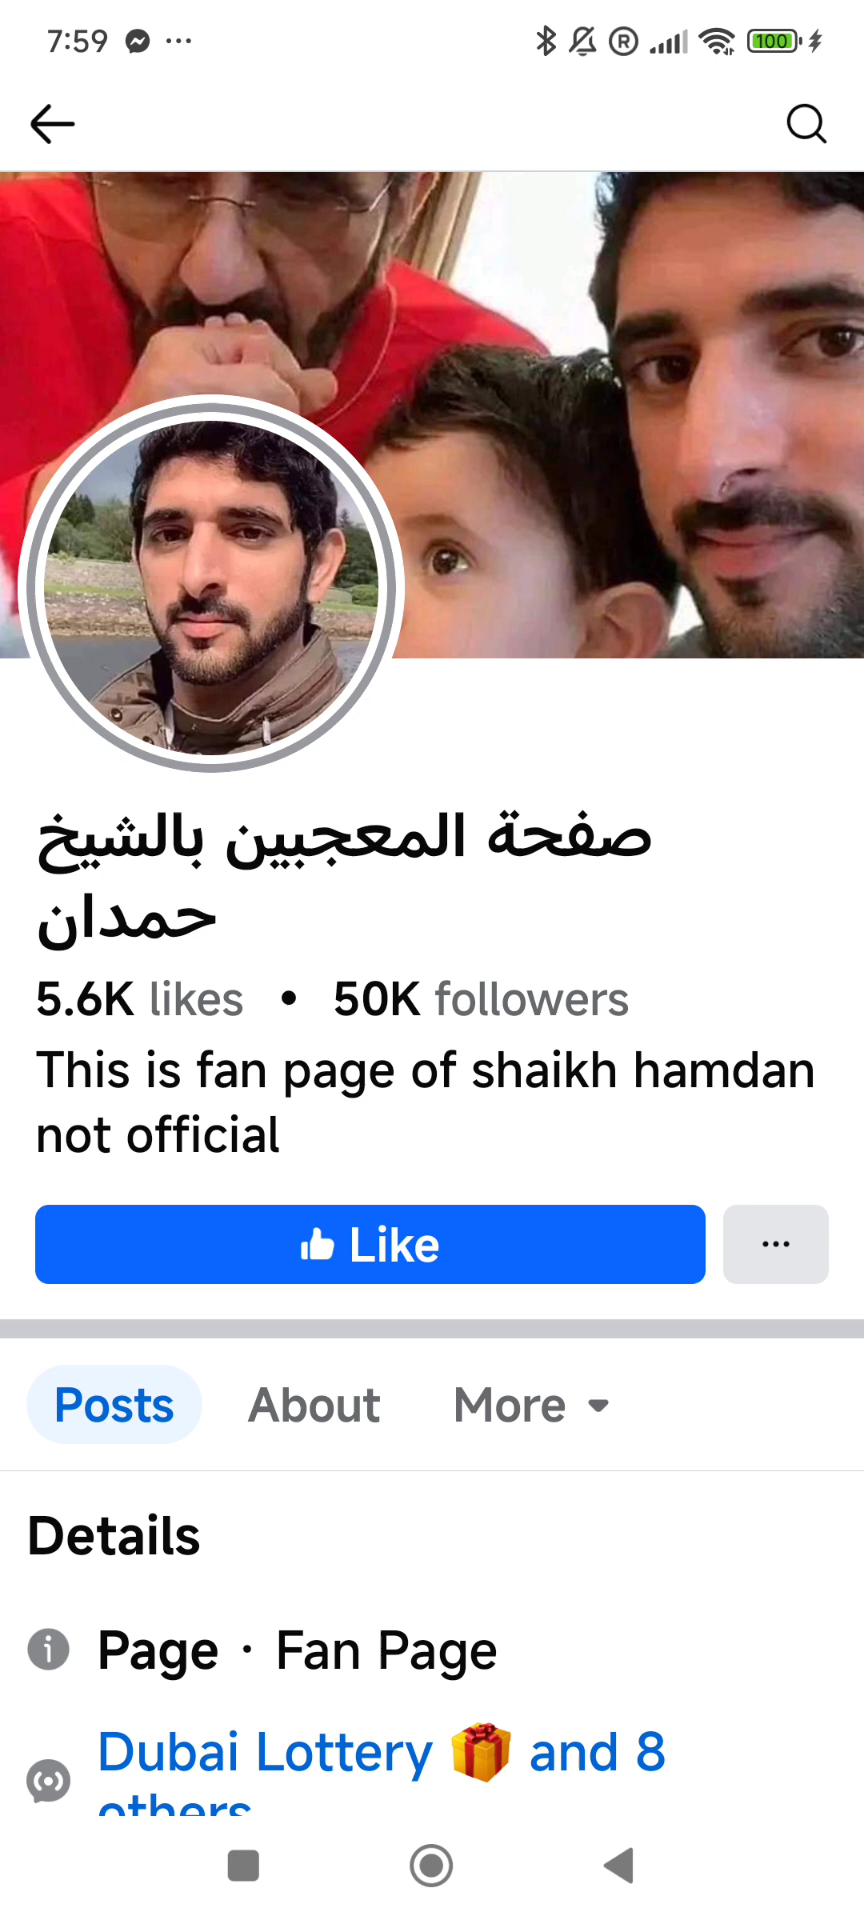 7:59
100
صفحة المعجبين بالشيخ
حمدان
5.6K likes • 50K followers
This is fan page of shaikh hamdan
not official
Like
Posts About More
Details
Page · Fan Page
Dubai Lottery 🎁 and 8
others